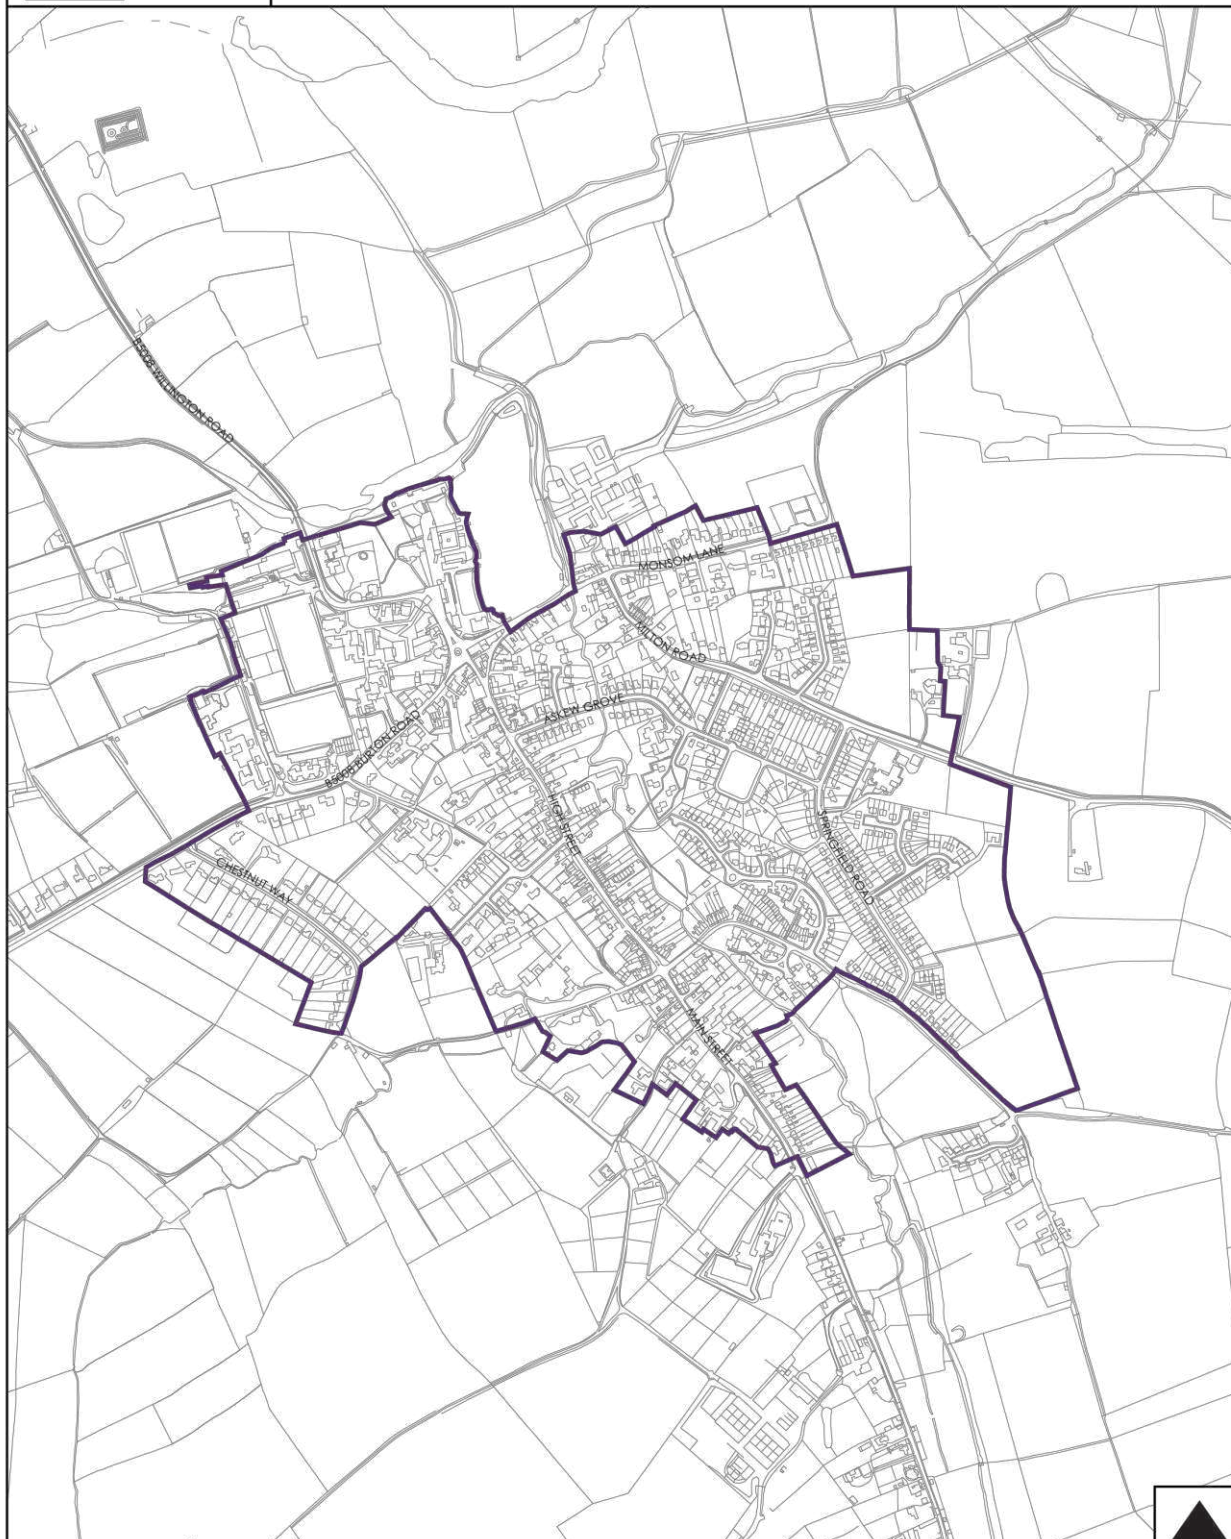 B5008 WILLINGTON ROAD
MONSOM LANE
MILTON ROAD
ASKEW GROVE
B5008 BURTON ROAD
HIGH STREET
SPRINGFIELD ROAD
CHESTNUT WAY
MAIN STREET